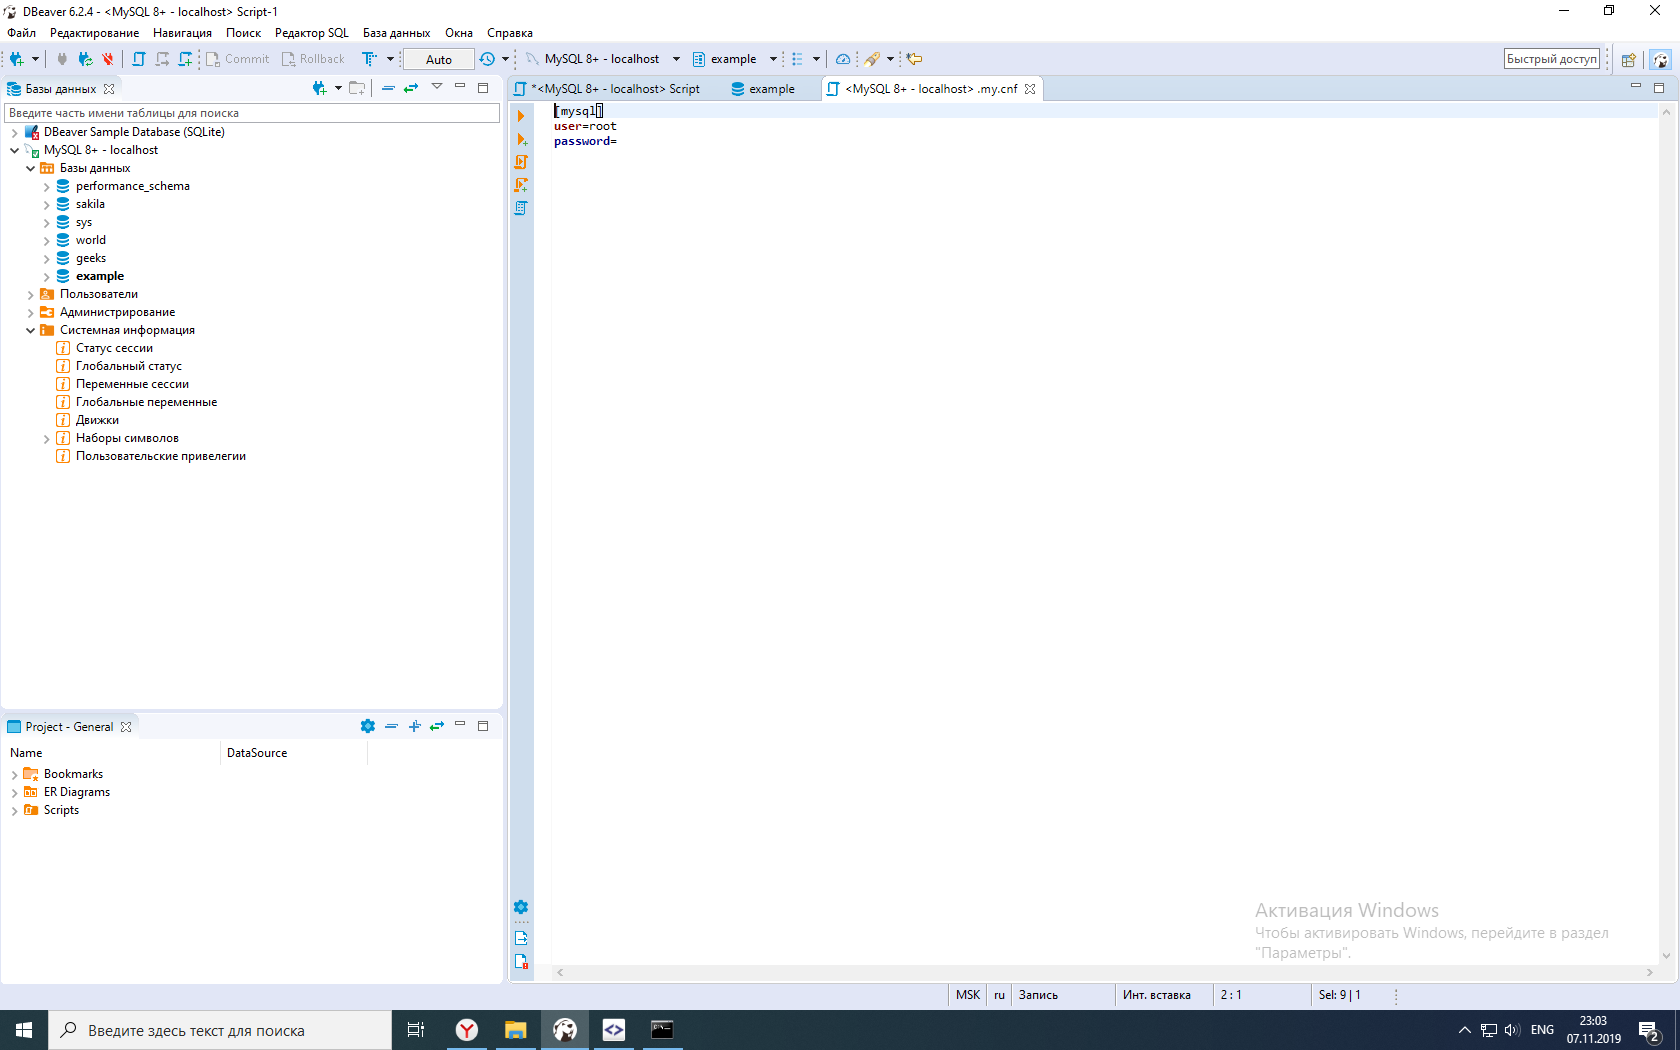 DBeaver 6.2.4 - <MySQL 8+ - localhost> Script-1
Файл Редактирование Навигация Поиск Редактор SQL База данных Окна Справка
Commit Rollback Auto MySQL 8+ - localhost example Быстрый доступ
Базы данных
*<MySQL 8+ - localhost> Script example <MySQL 8+ - localhost> .my.cnf
Введите часть имени таблицы для поиска
DBeaver Sample Database (SQLite)
MySQL 8+ - localhost
Базы данных
performance_schema
sakila
sys
world
geeks
example
Пользователи
Администрирование
Системная информация
Статус сессии
Глобальный статус
Переменные сессии
Глобальные переменные
Движки
Наборы символов
Пользовательские привелегии
[mysql]
user=root
password=
Project - General
Name DataSource
Bookmarks
ER Diagrams
Scripts
Активация Windows
Чтобы активировать Windows, перейдите в раздел
"Параметры".
MSK ru Запись Инт. вставка 2 : 1 Sel: 9 | 1
Введите здесь текст для поиска
ENG
23:03
07.11.2019
2